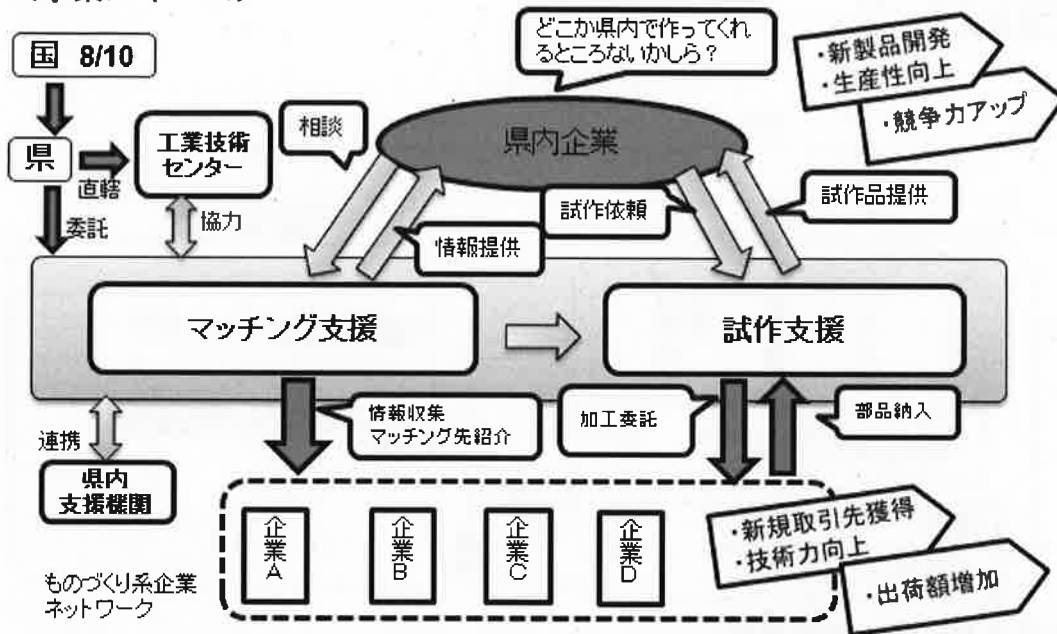 国 8/10
県
直轄
委託
工業技術
センター
協力
相談
どこか県内で作ってくれ
るところないかしら?
県内企業
・新製品開発
・生産性向上
・競争力アップ
情報提供
試作依頼
試作品提供
マッチング支援
試作支援
情報収集
マッチング先紹介
加工委託
部品納入
連携
県内
支援機関
企業A
企業B
企業C
企業D
・新規取引先獲得
・技術力向上
・出荷額増加
ものづくり系企業
ネットワーク